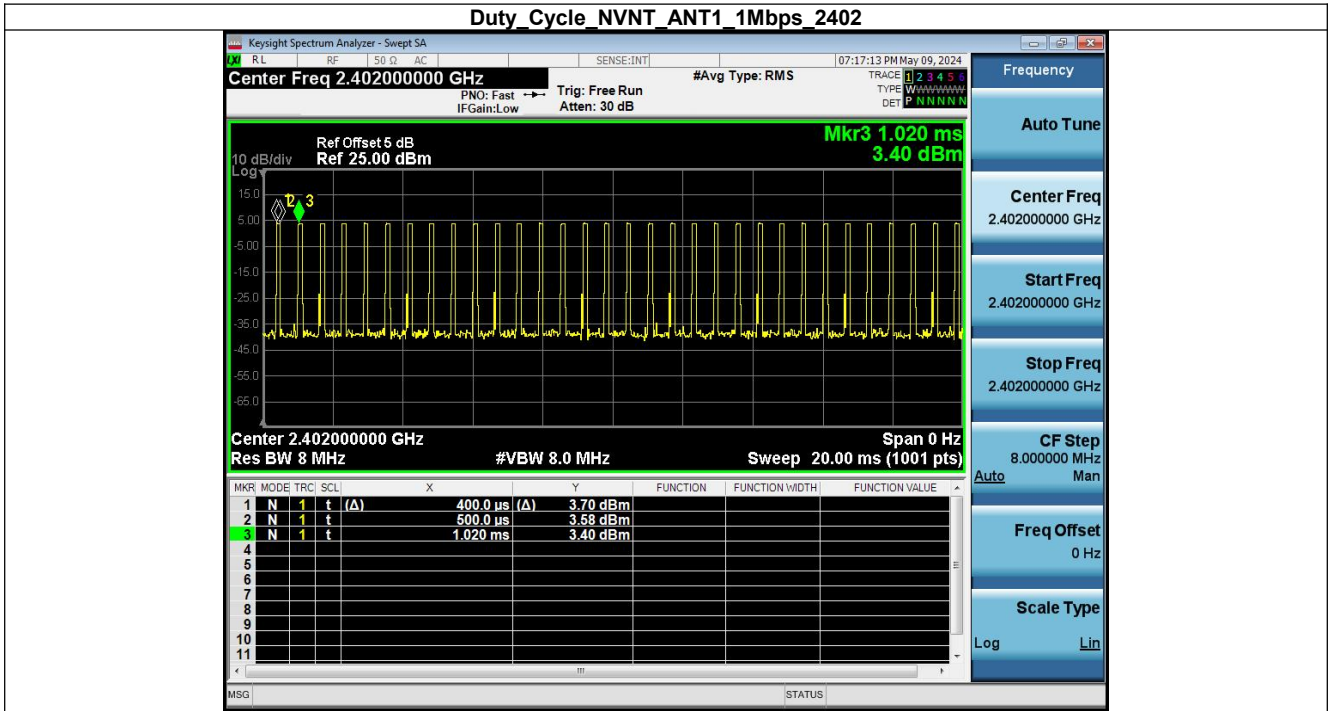 Duty_Cycle_NVNT_ANT1_1Mbps_2402
Keysight Spectrum Analyzer - Swept SA
LXI RL RF 50 Ω AC SENSE:INT 07:17:13 PM May 09, 2024
Center Freq 2.402000000 GHz #Avg Type: RMS TRACE 1 2 3 4 5 6
PNO: Fast Trig: Free Run TYPE WWWWWW
IFGain:Low Atten: 30 dB DET P N N N N N
Frequency
Auto Tune
Mkr3 1.020 ms
3.40 dBm
Ref Offset 5 dB
10 dB/div Ref 25.00 dBm
Log
15.0
5.00
-5.00
-15.0
-25.0
-35.0
-45.0
-55.0
-65.0
1 2 3
Center Freq
2.402000000 GHz
Start Freq
2.402000000 GHz
Stop Freq
2.402000000 GHz
Center 2.402000000 GHz Span 0 Hz
Res BW 8 MHz #VBW 8.0 MHz Sweep 20.00 ms (1001 pts)
CF Step
8.000000 MHz
Auto Man
MKR MODE TRC SCL X Y FUNCTION FUNCTION WIDTH FUNCTION VALUE
1 N 1 t (Δ) 400.0 µs (Δ) 3.70 dBm
2 N 1 t 500.0 µs 3.58 dBm
3 N 1 t 1.020 ms 3.40 dBm
4
5
6
7
8
9
10
11
Freq Offset
0 Hz
Scale Type
Log Lin
MSG STATUS